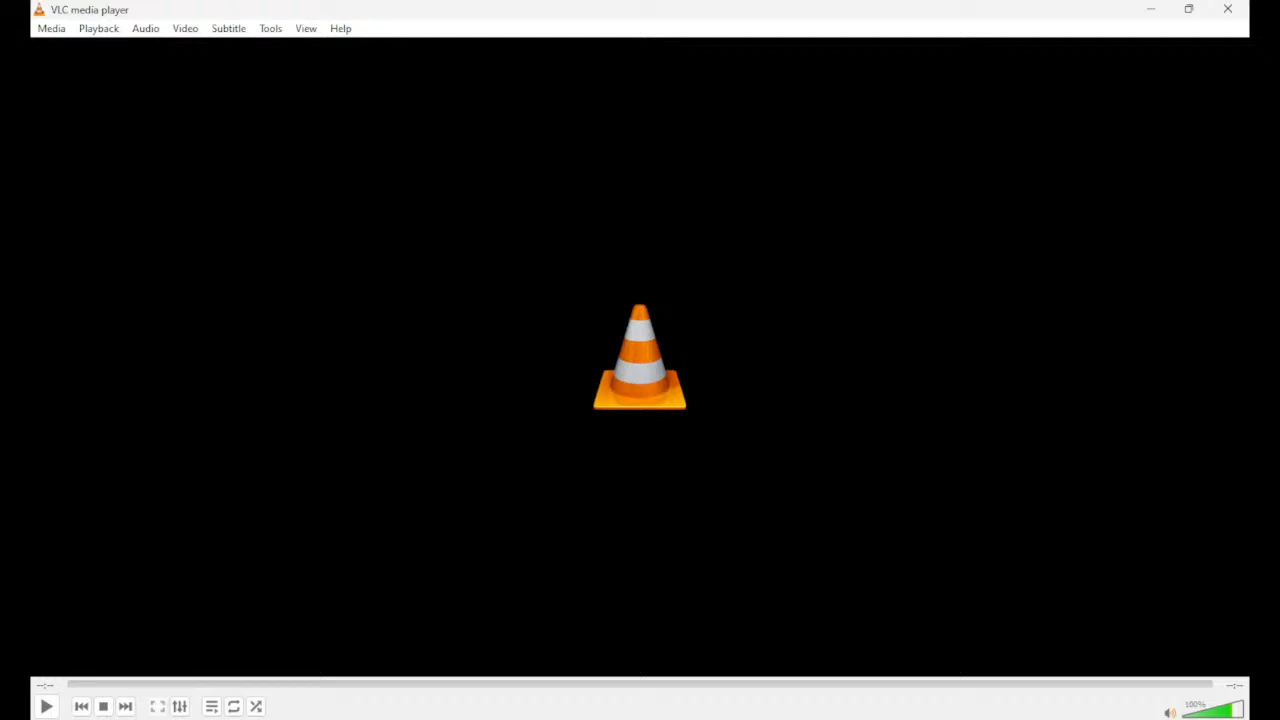 VLC media player
Media Playback Audio Video Subtitle Tools View Help
--:-- --:--
100%